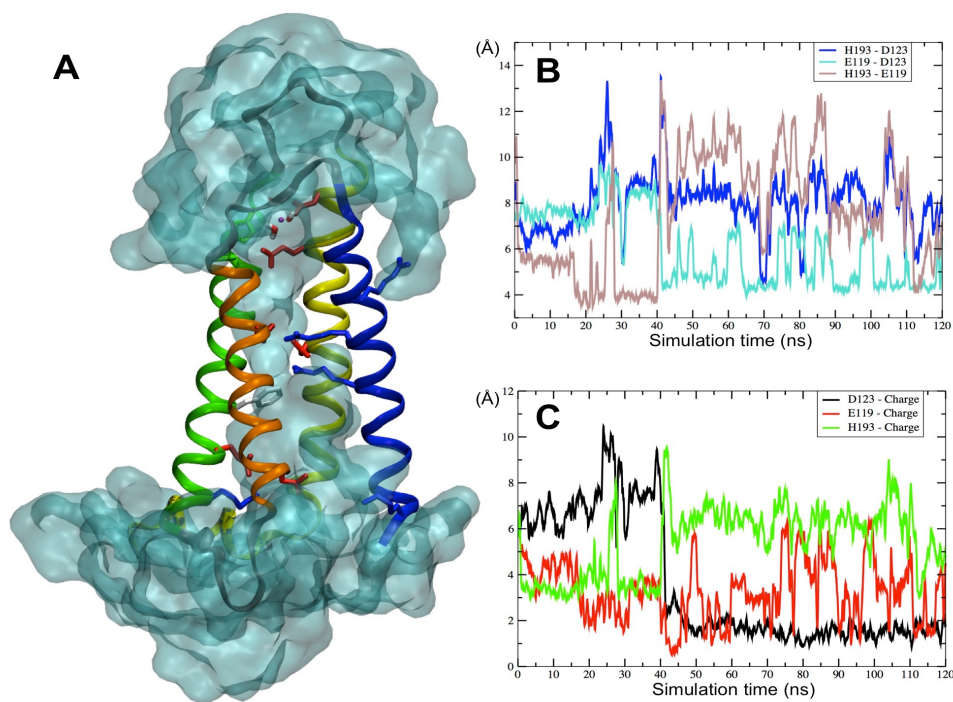 A
(Å)
B
H193 - D123
E119 - D123
H193 - E119
14
12
10
8
6
4
0 10 20 30 40 50 60 70 80 90 100 110 120
Simulation time (ns)
(Å)
C
D123 - Charge
E119 - Charge
H193 - Charge
12
10
8
6
4
2
0
0 10 20 30 40 50 60 70 80 90 100 110 120
Simulation time (ns)